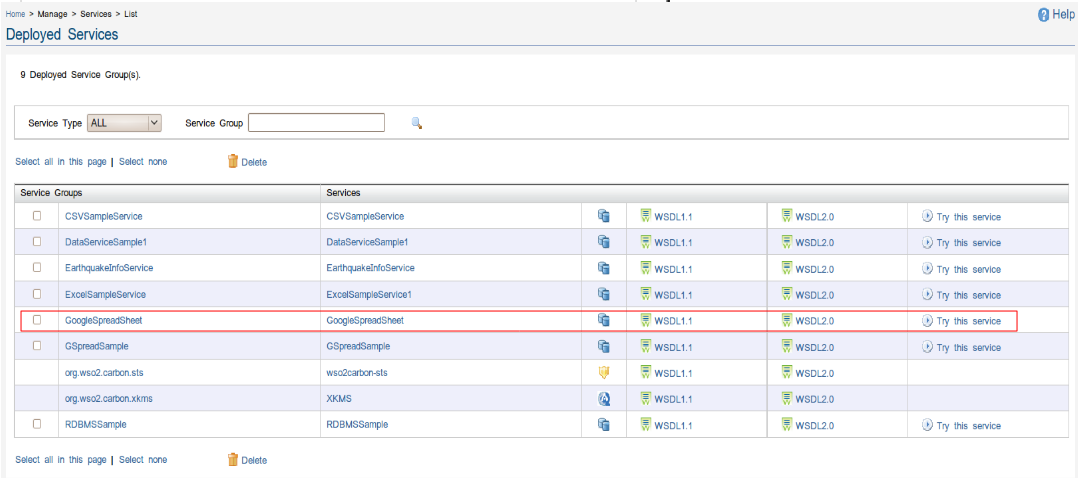 Home > Manage > Services > List
Help
Deployed Services
9 Deployed Service Group(s).
Service Type ALL Service Group
Select all in this page | Select none Delete
Service Groups Services
CSVSampleService CSVSampleService WSDL1.1 WSDL2.0 Try this service
DataServiceSample1 DataServiceSample1 WSDL1.1 WSDL2.0 Try this service
EarthquakeInfoService EarthquakeInfoService WSDL1.1 WSDL2.0 Try this service
ExcelSampleService ExcelSampleService1 WSDL1.1 WSDL2.0 Try this service
GoogleSpreadSheet GoogleSpreadSheet WSDL1.1 WSDL2.0 Try this service
GSpreadSample GSpreadSample WSDL1.1 WSDL2.0 Try this service
org.wso2.carbon.sts wso2carbon-sts WSDL1.1 WSDL2.0
org.wso2.carbon.xkms XKMS WSDL1.1 WSDL2.0
RDBMSSample RDBMSSample WSDL1.1 WSDL2.0 Try this service
Select all in this page | Select none Delete